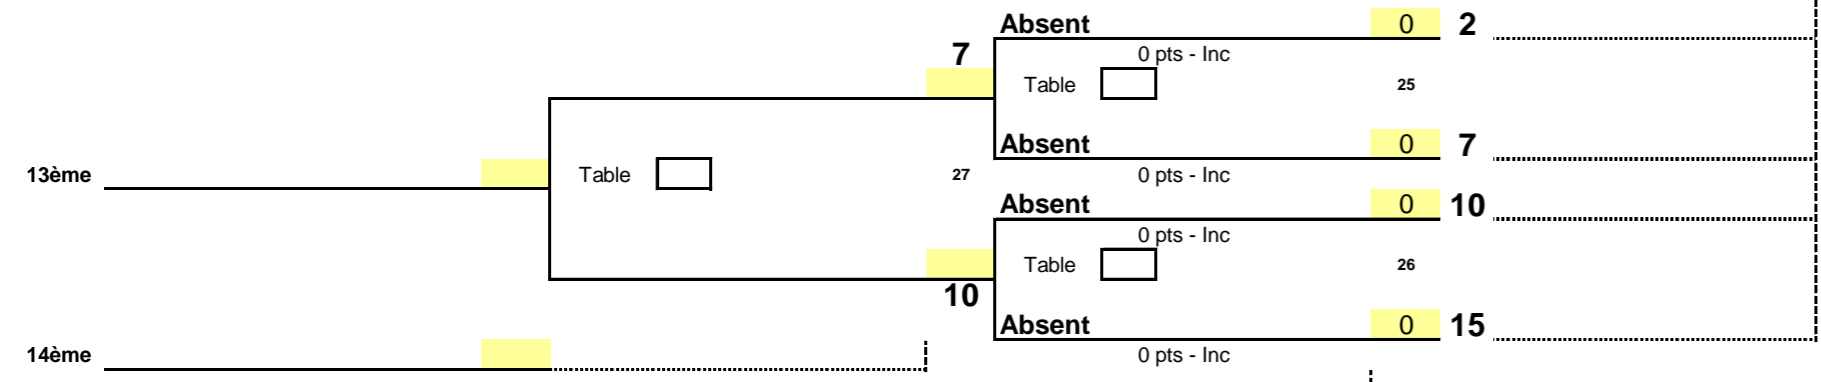 Absent 0 2
7 0 pts - Inc
Table 25
Absent 0 7
13ème Table 27 0 pts - Inc
Absent 0 10
0 pts - Inc
Table 26
10
Absent 0 15
14ème 0 pts - Inc